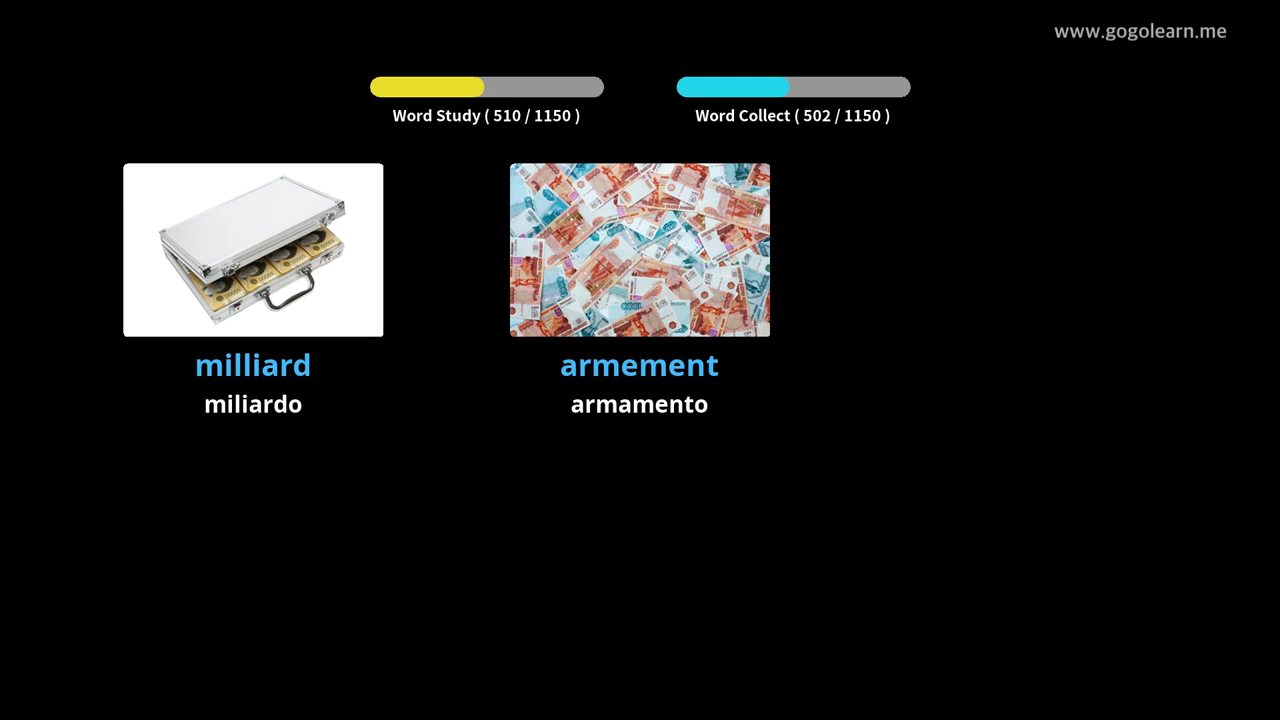 www.gogolearn.me
Word Study ( 510 / 1150 )
Word Collect ( 502 / 1150 )
milliard
miliardo
armement
armamento